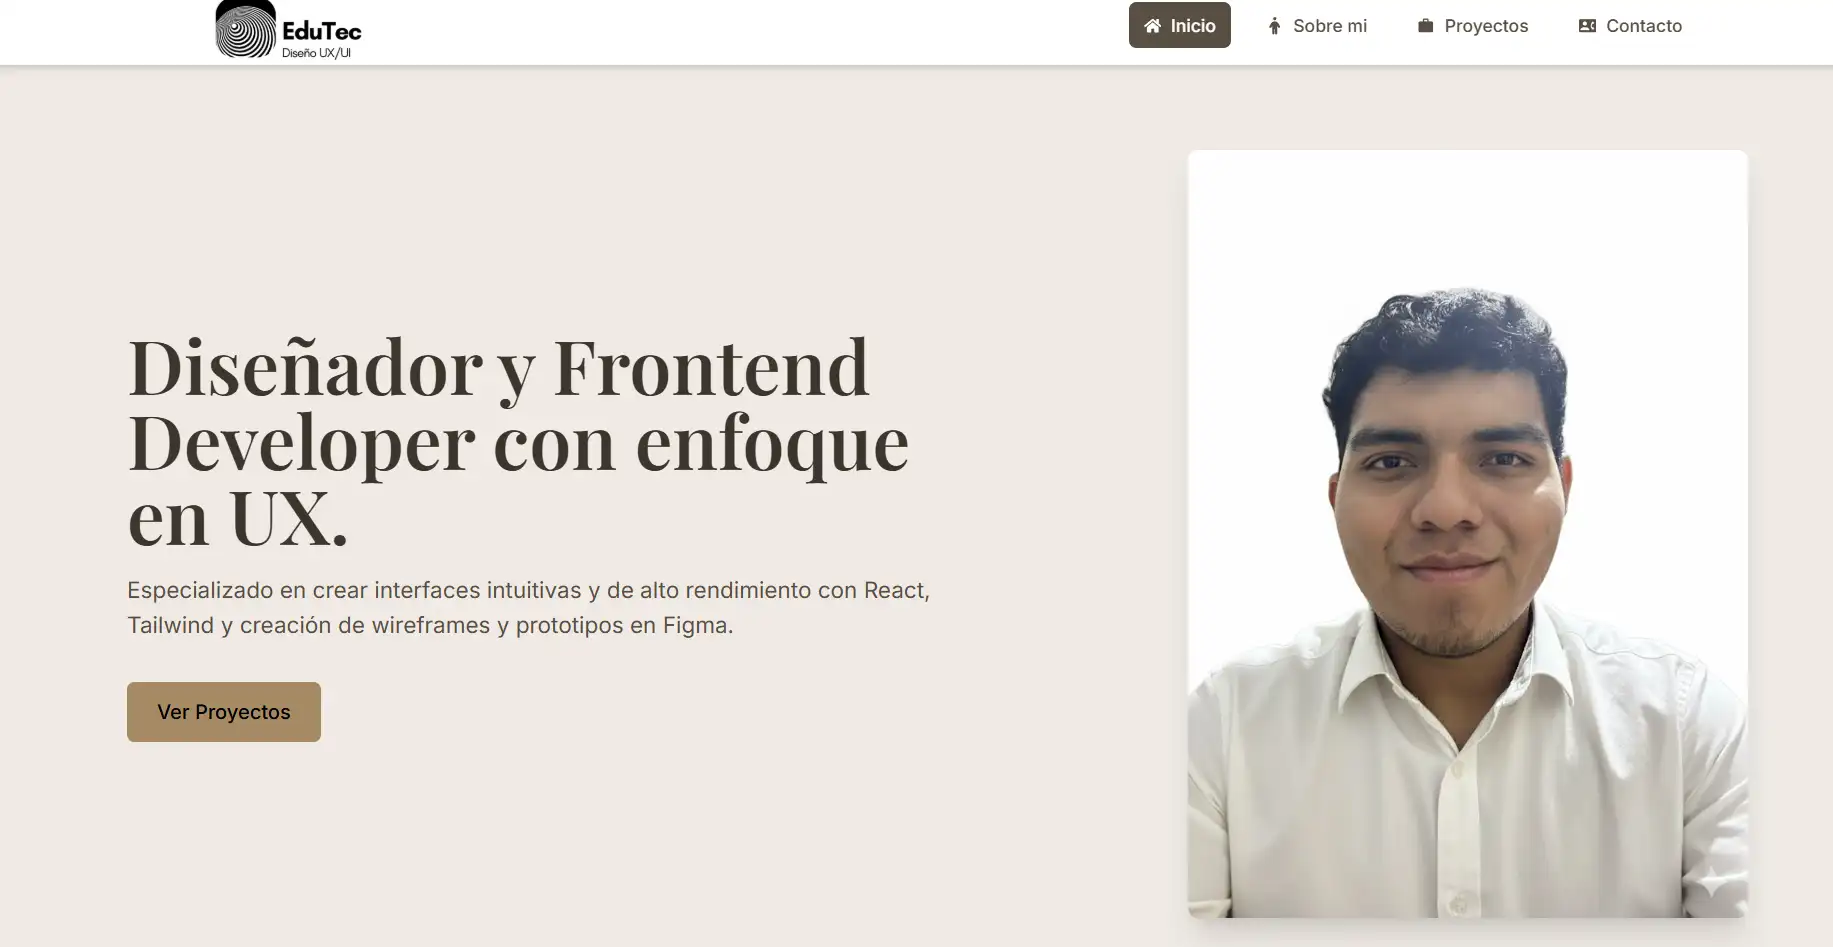 EduTec
Diseño UX/UI
Inicio
Sobre mi
Proyectos
Contacto
Diseñador y Frontend
Developer con enfoque
en UX.
Especializado en crear interfaces intuitivas y de alto rendimiento con React,
Tailwind y creación de wireframes y prototipos en Figma.
Ver Proyectos